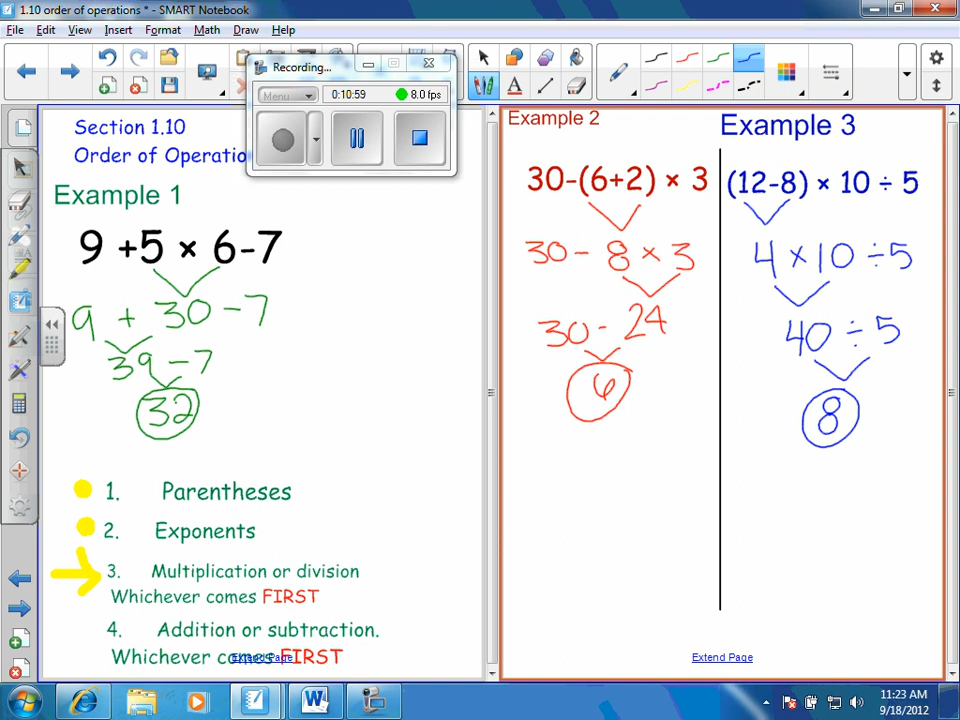 1.10 order of operations * - SMART Notebook
File Edit View Insert Format Math Draw Help
Recording...
Menu
0:10:59
8.0 fps
Section 1.10
Order of Operatio
Example 1
9 +5 × 6-7
9 + 30 - 7
39 - 7
32
1. Parentheses
2. Exponents
3. Multiplication or division
Whichever comes FIRST
4. Addition or subtraction.
Whichever comes FIRST
Extend Page
Example 2
30-(6+2) × 3
30 - 8 × 3
30 - 24
6
Example 3
(12-8) × 10 ÷ 5
4 × 10 ÷ 5
40 ÷ 5
8
Extend Page
11:23 AM
9/18/2012